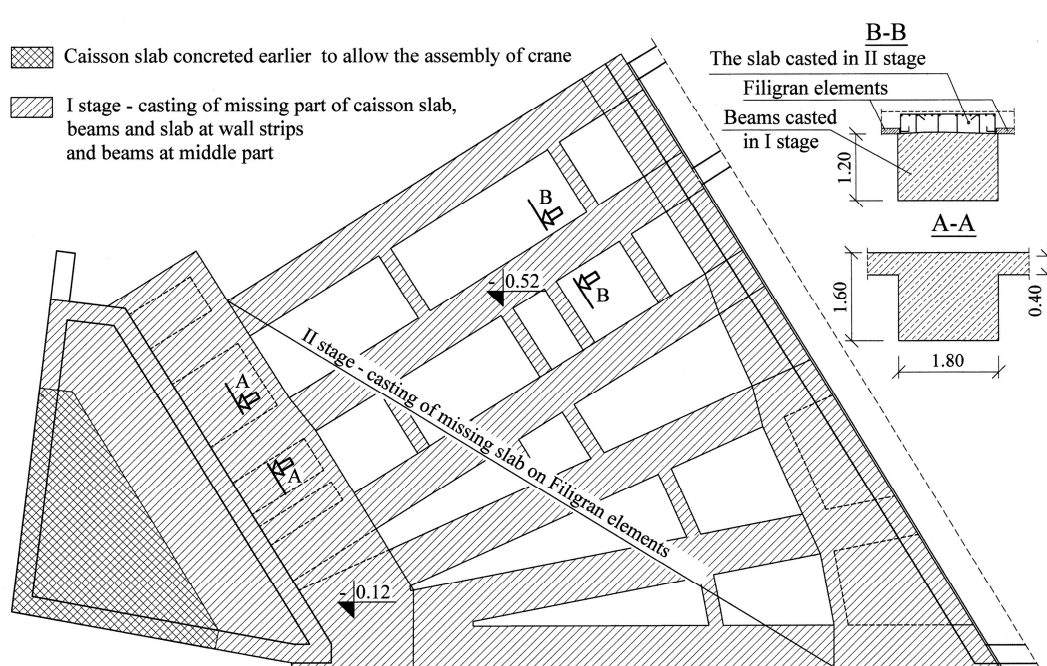 Caisson slab concreted earlier to allow the assembly of crane
I stage - casting of missing part of caisson slab,
beams and slab at wall strips
and beams at middle part
B-B
The slab casted in II stage
Filigran elements
Beams casted
in I stage
1.20
A-A
1.60
0.40
1.80
B
B
- 0.52
II stage - casting of missing slab on Filigran elements
A
A
- 0.12